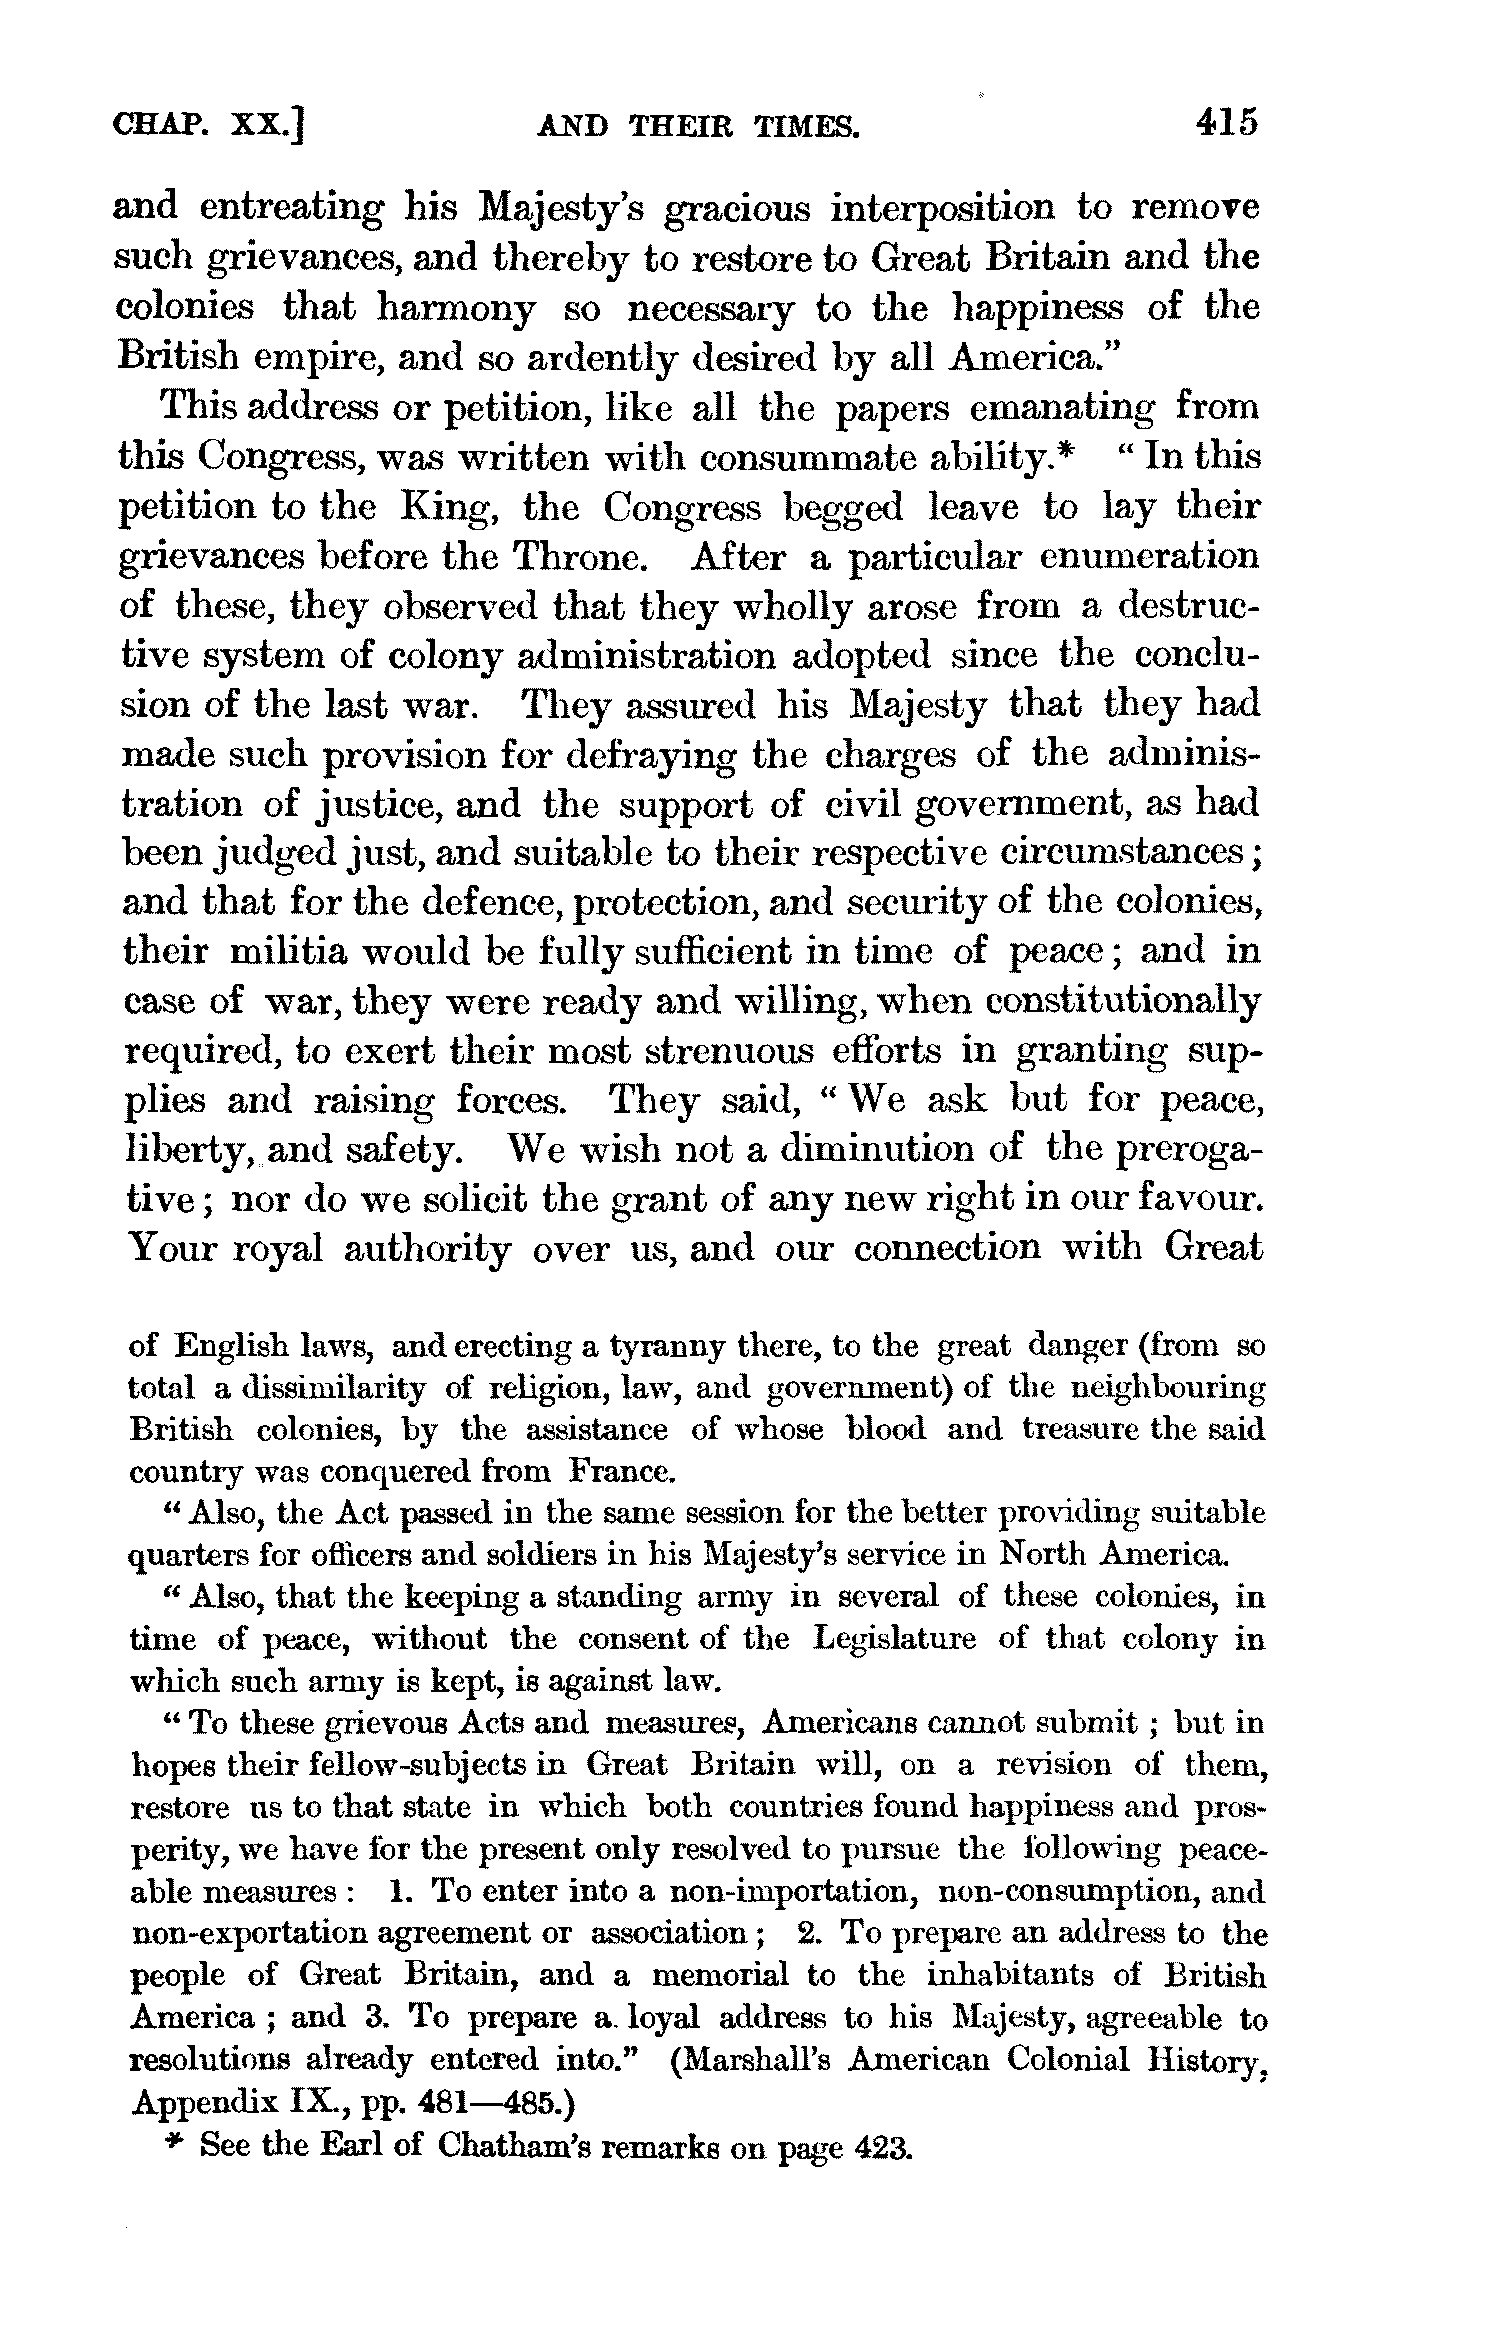 CHAP. XX.] AND THEIR TIMES. 415
and entreating his Majesty's gracious interposition to remove
such grievances, and thereby to restore to Great Britain and the
colonies that harmony so necessary to the happiness of the
British empire, and so ardently desired by all America."
This address or petition, like all the papers emanating from
this Congress, was written with consummate ability.* "In this
petition to the King, the Congress begged leave to lay their
grievances before the Throne. After a particular enumeration
of these, they observed that they wholly arose from a destruc-
tive system of colony administration adopted since the conclu-
sion of the last war. They assured his Majesty that they had
made such provision for defraying the charges of the adminis-
tration of justice, and the support of civil government, as had
been judged just, and suitable to their respective circumstances;
and that for the defence, protection, and security of the colonies,
their militia would be fully sufficient in time of peace; and in
case of war, they were ready and willing, when constitutionally
required, to exert their most strenuous efforts in granting sup-
plies and raising forces. They said, "We ask but for peace,
liberty, and safety. We wish not a diminution of the preroga-
tive; nor do we solicit the grant of any new right in our favour.
Your royal authority over us, and our connection with Great
of English laws, and erecting a tyranny there, to the great danger (from so
total a dissimilarity of religion, law, and government) of the neighbouring
British colonies, by the assistance of whose blood and treasure the said
country was conquered from France.
"Also, the Act passed in the same session for the better providing suitable
quarters for officers and soldiers in his Majesty's service in North America.
"Also, that the keeping a standing army in several of these colonies, in
time of peace, without the consent of the Legislature of that colony in
which such army is kept, is against law.
"To these grievous Acts and measures, Americans cannot submit; but in
hopes their fellow-subjects in Great Britain will, on a revision of them,
restore us to that state in which both countries found happiness and pros-
perity, we have for the present only resolved to pursue the following peace-
able measures: 1. To enter into a non-importation, non-consumption, and
non-exportation agreement or association; 2. To prepare an address to the
people of Great Britain, and a memorial to the inhabitants of British
America; and 3. To prepare a loyal address to his Majesty, agreeable to
resolutions already entered into." (Marshall's American Colonial History,
Appendix IX., pp. 481—485.)
* See the Earl of Chatham's remarks on page 423.